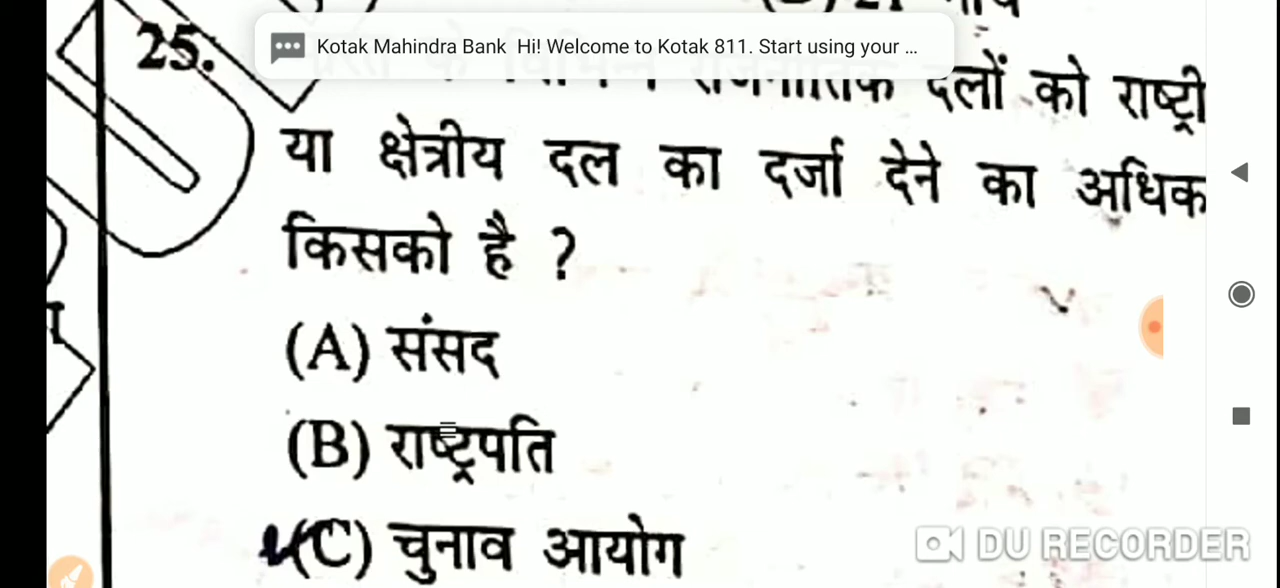 25.
Kotak Mahindra Bank Hi! Welcome to Kotak 811. Start using your ...
दलों को राष्ट्री
या क्षेत्रीय दल का दर्जा देने का अधिक
किसको है ?
(A) संसद
(B) राष्ट्रपति
(C) चुनाव आयोग
DU RECORDER